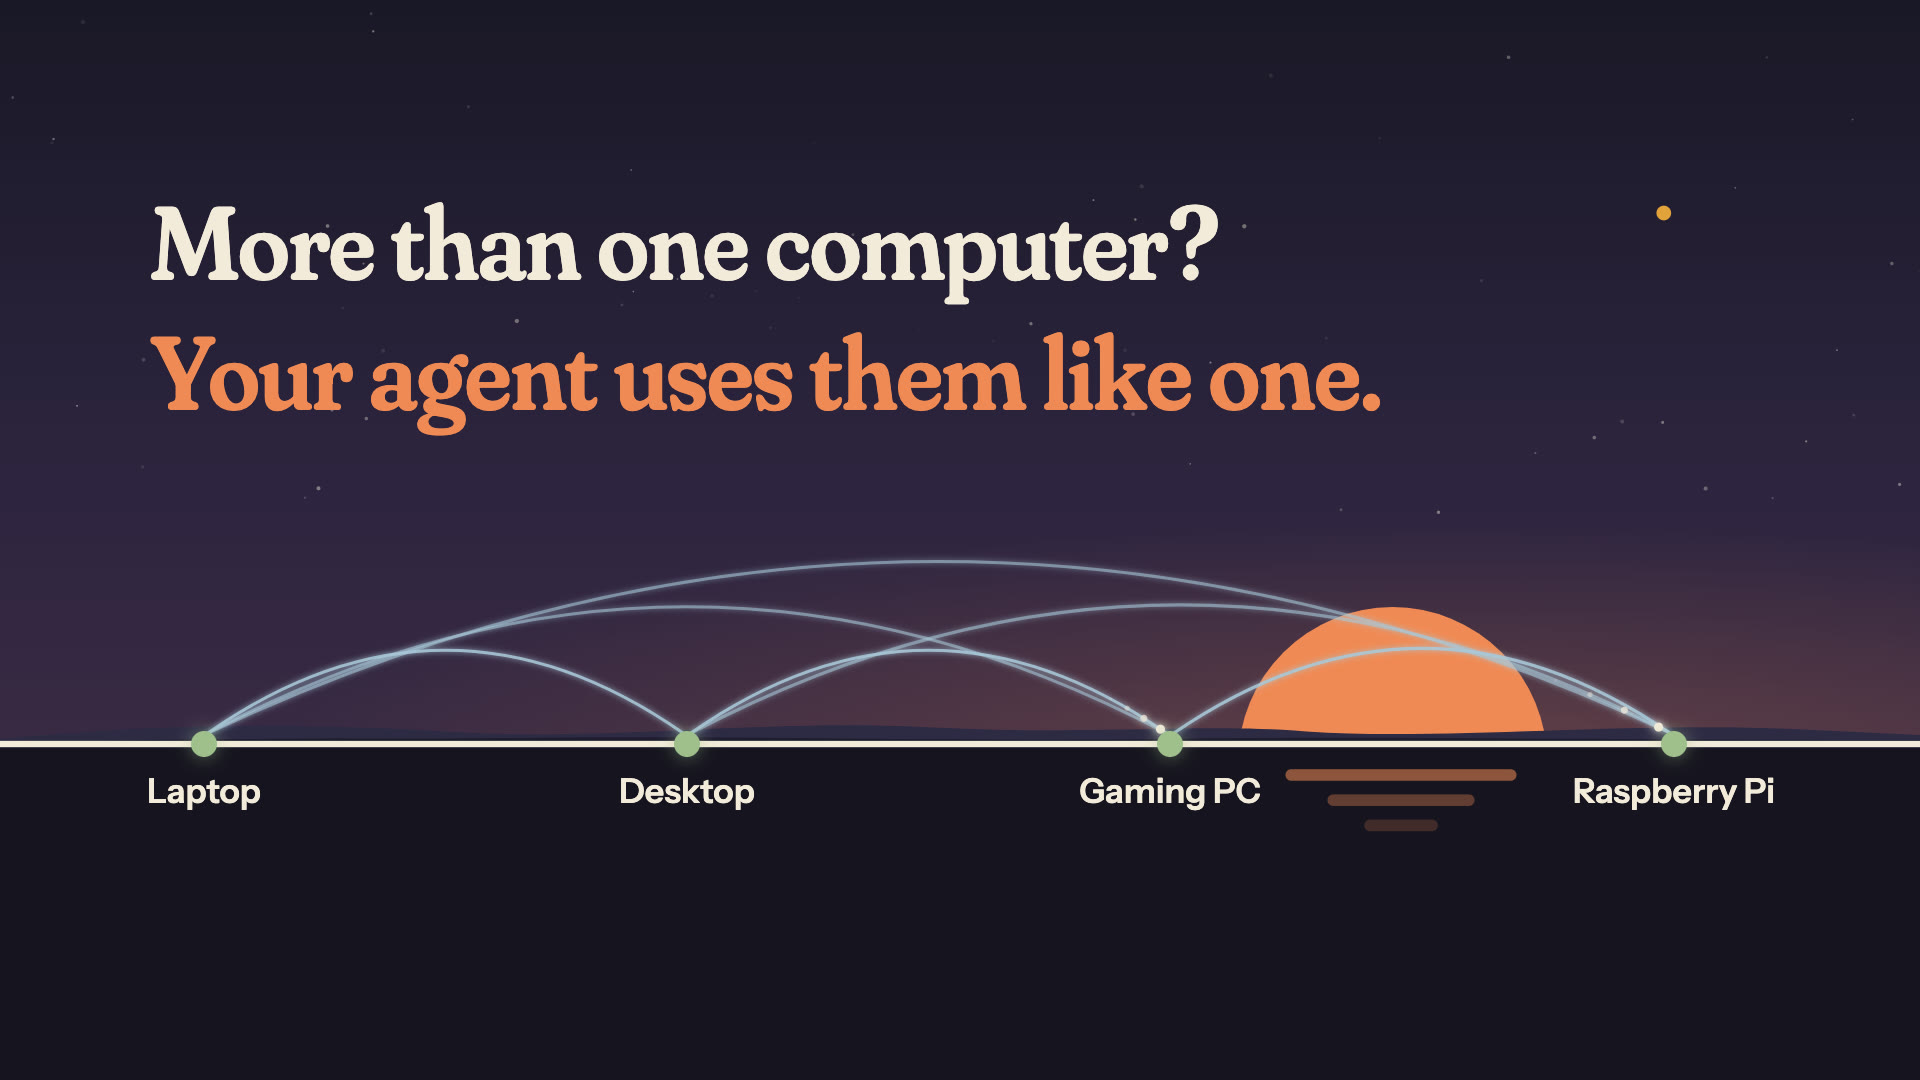 More than one computer?
Your agent uses them like one.
Laptop
Desktop
Gaming PC
Raspberry Pi